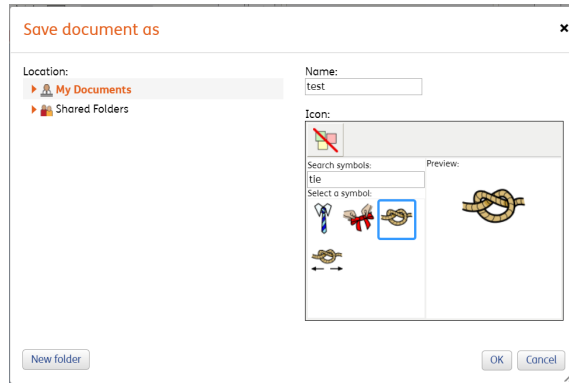 Save document as
Location:
My Documents
Shared Folders
Name:
test
Icon:
Search symbols:
tie
Select a symbol:
Preview:
New folder
OK
Cancel